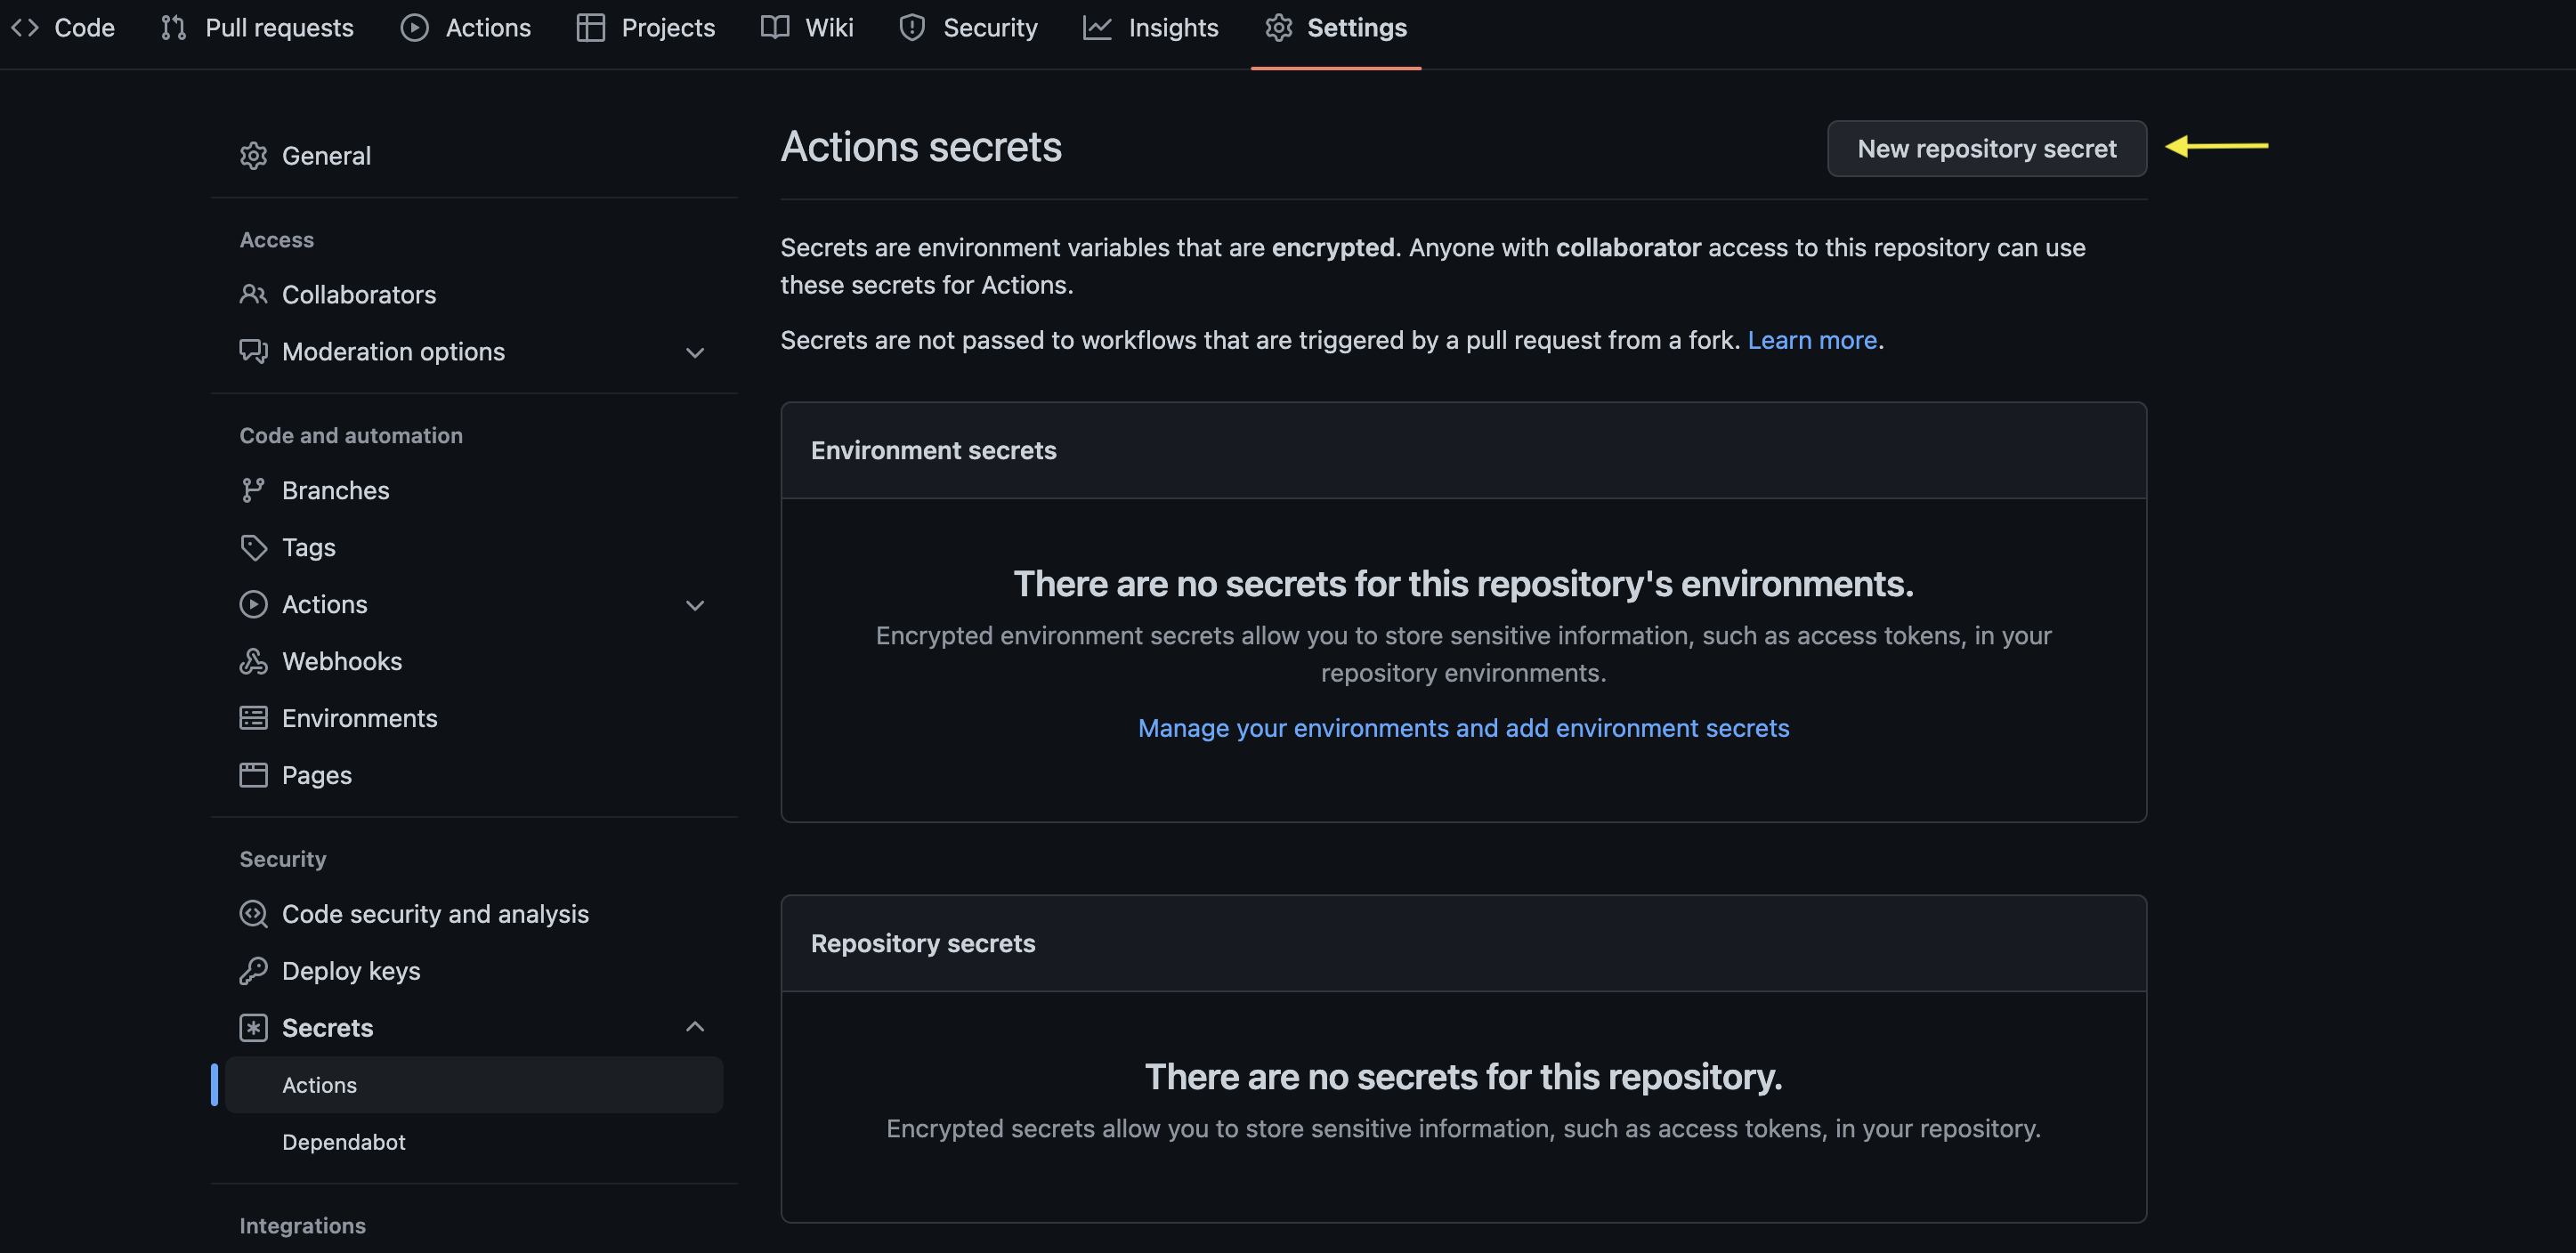 Code Pull requests Actions Projects Wiki Security Insights Settings
General
Access
Collaborators
Moderation options
Code and automation
Branches
Tags
Actions
Webhooks
Environments
Pages
Security
Code security and analysis
Deploy keys
Secrets
Actions
Dependabot
Integrations
Actions secrets
New repository secret
Secrets are environment variables that are encrypted. Anyone with collaborator access to this repository can use
these secrets for Actions.
Secrets are not passed to workflows that are triggered by a pull request from a fork. Learn more.
Environment secrets
There are no secrets for this repository's environments.
Encrypted environment secrets allow you to store sensitive information, such as access tokens, in your
repository environments.
Manage your environments and add environment secrets
Repository secrets
There are no secrets for this repository.
Encrypted secrets allow you to store sensitive information, such as access tokens, in your repository.